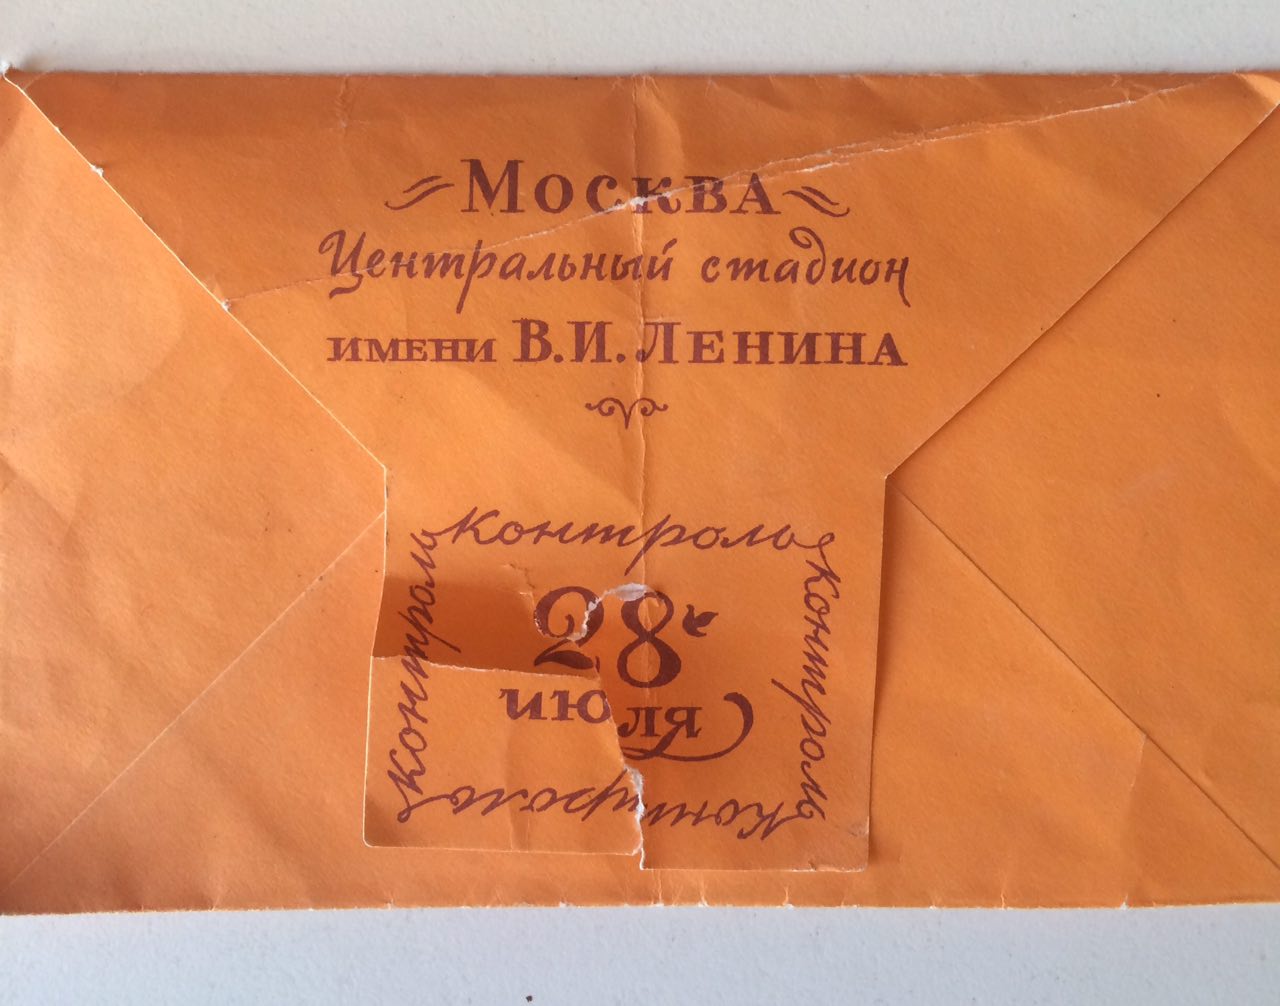 МОСКВА
Центральный стадион
ИМЕНИ В.И. ЛЕНИНА
контроль
контроль
контроль
28
июля
контроль